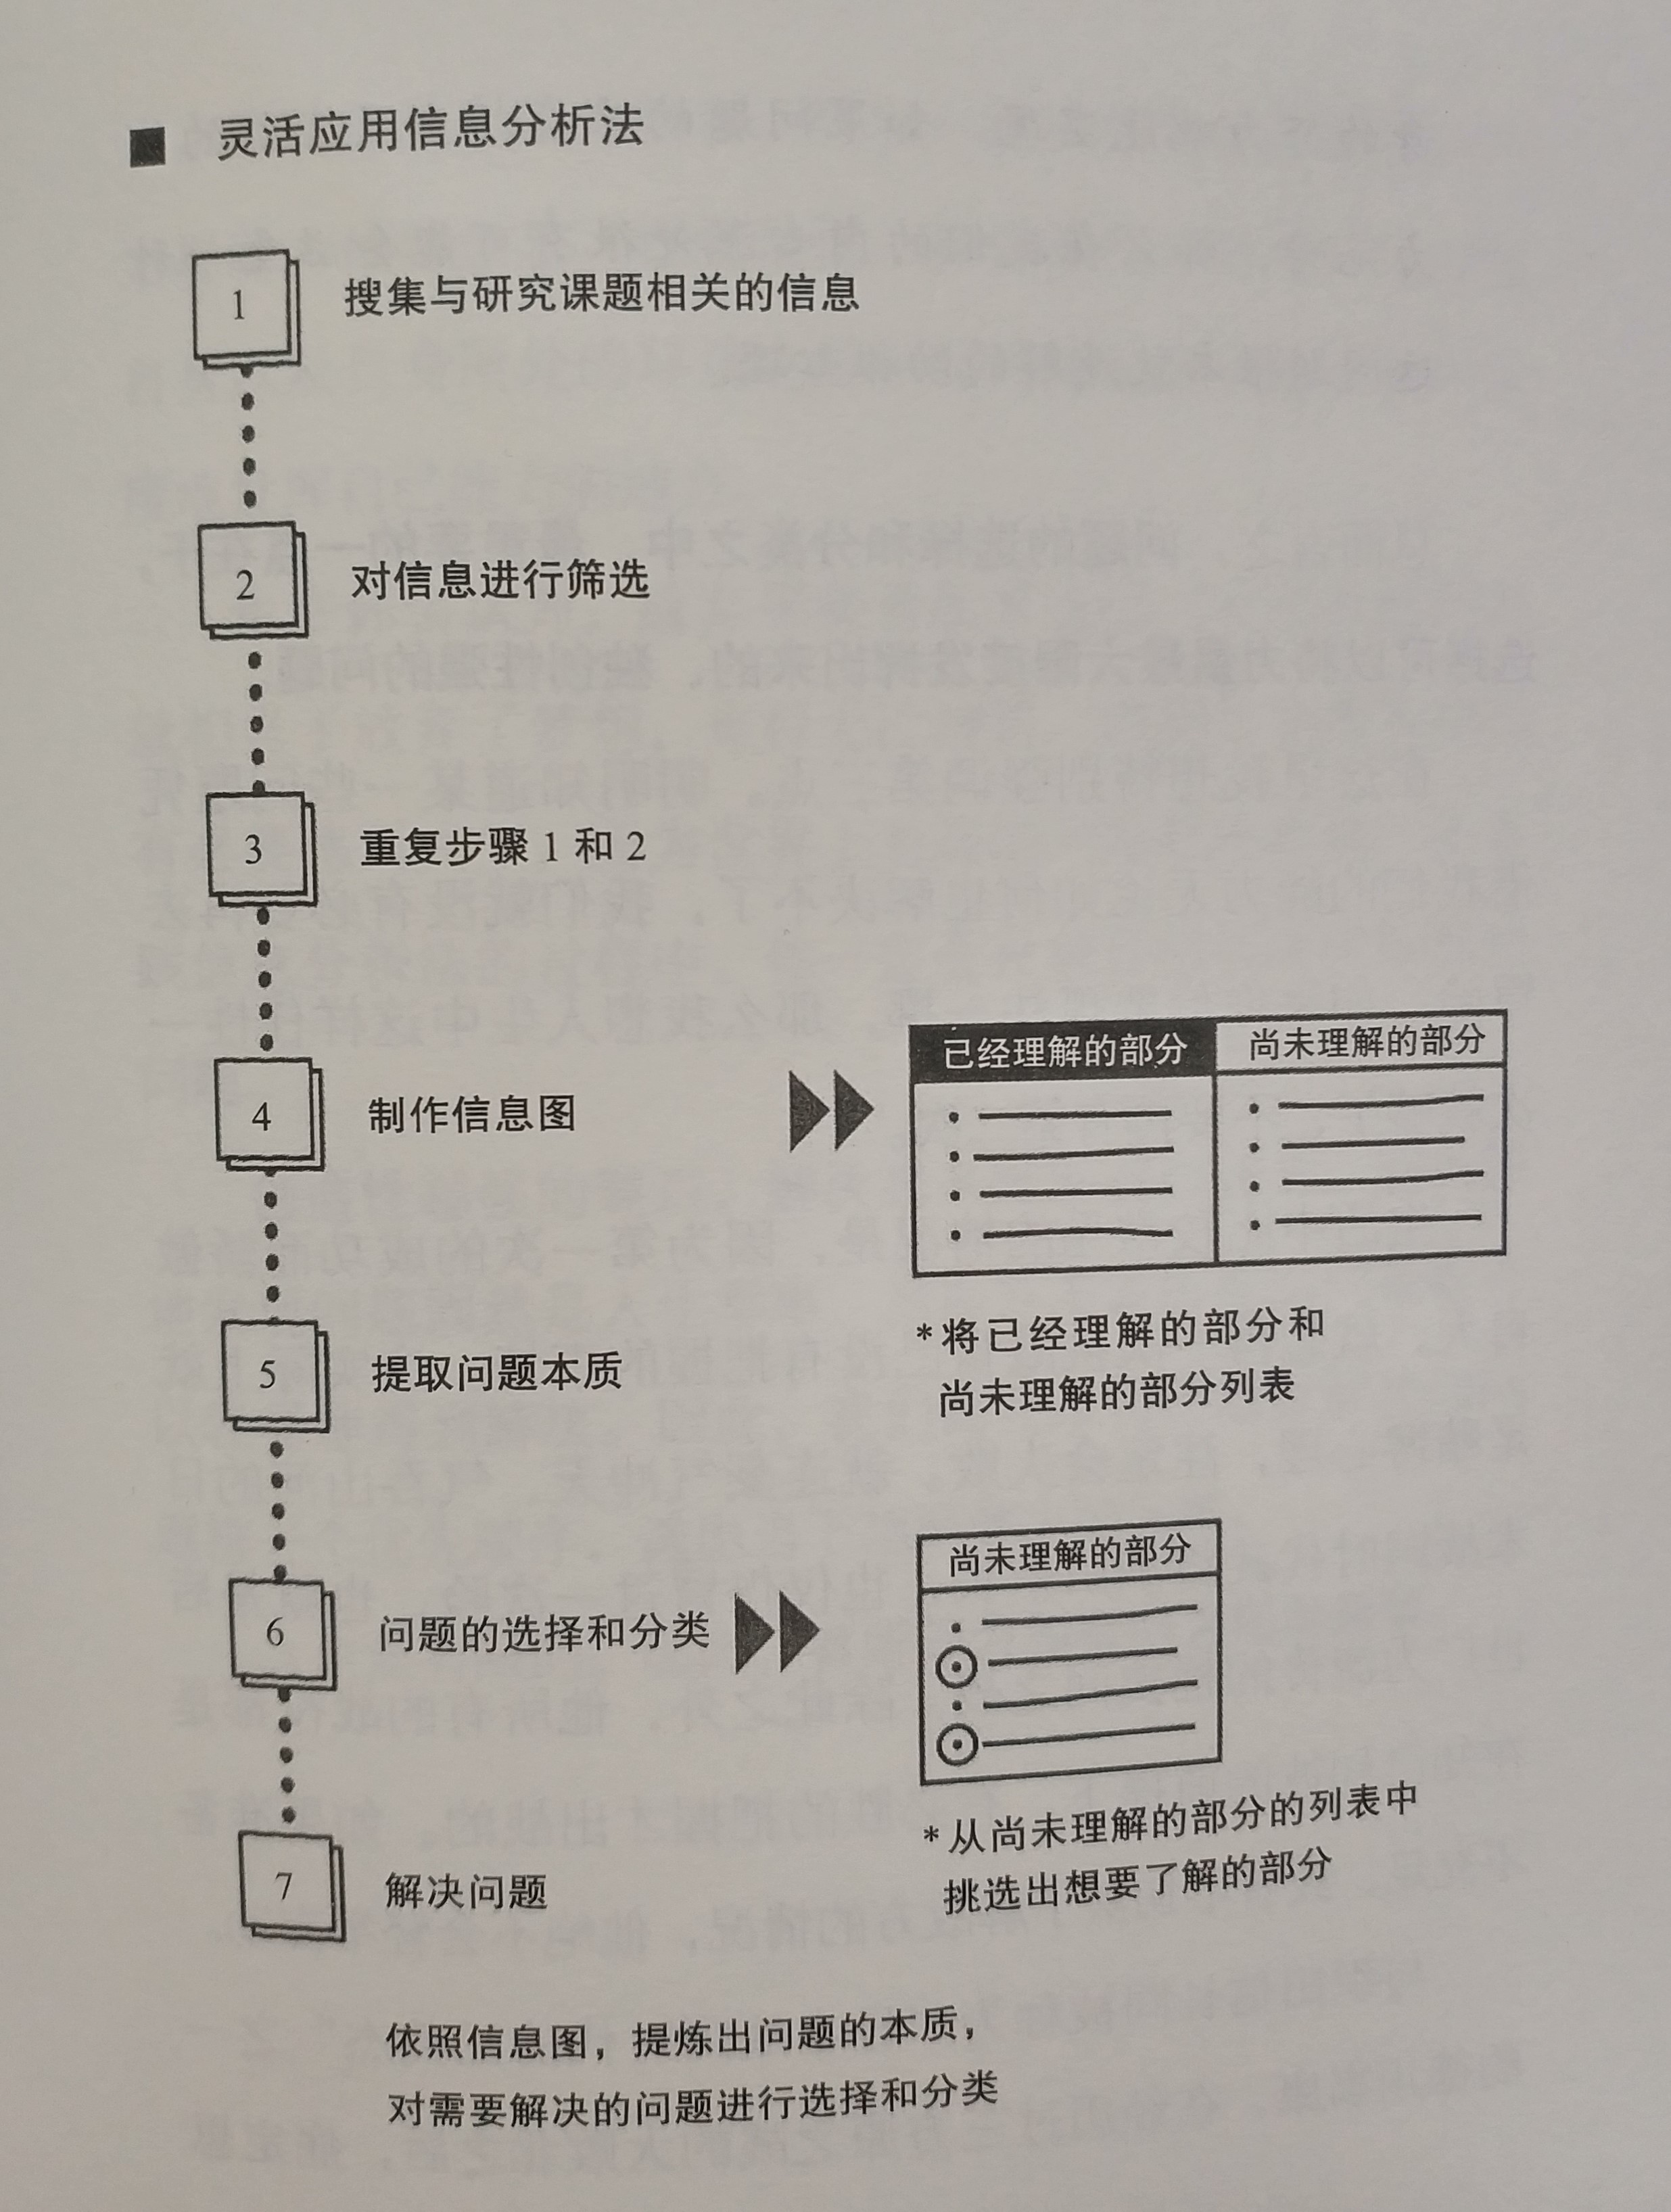 ■ 灵活应用信息分析法
1 搜集与研究课题相关的信息
2 对信息进行筛选
3 重复步骤 1 和 2
4 制作信息图
已经理解的部分 尚未理解的部分
*将已经理解的部分和
尚未理解的部分列表
5 提取问题本质
6 问题的选择和分类
尚未理解的部分
*从尚未理解的部分的列表中
挑选出想要了解的部分
7 解决问题
依照信息图，提炼出问题的本质，
对需要解决的问题进行选择和分类